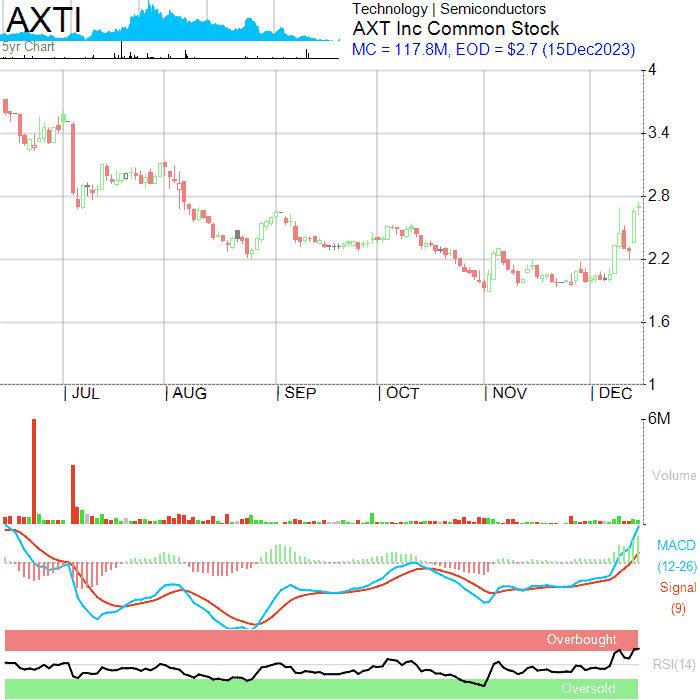 AXTI
5yr Chart
Technology | Semiconductors
AXT Inc Common Stock
MC = 117.8M, EOD = $2.7 (15Dec2023)
4
3.4
2.8
2.2
1.6
1
| JUL | AUG | SEP | OCT | NOV | DEC
6M
Volume
MACD
(12-26)
Signal
(9)
Overbought
RSI(14)
Oversold